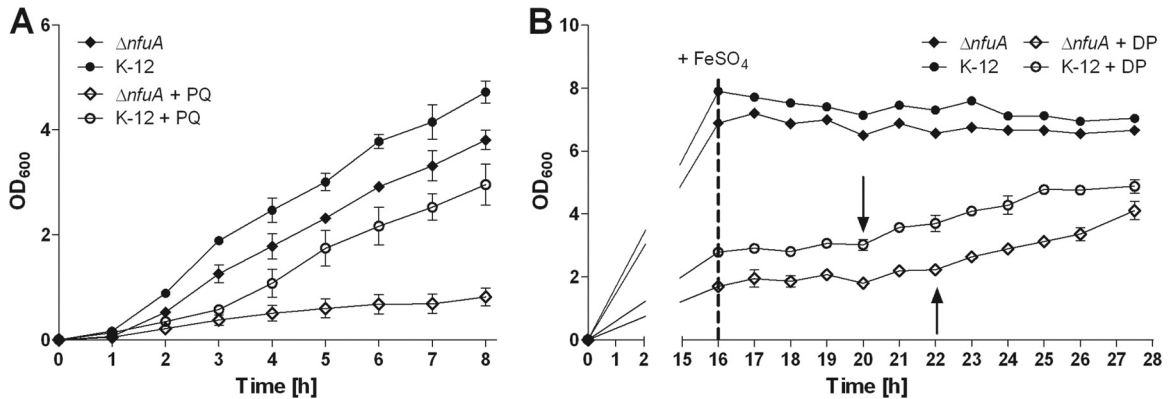 A
B
6
4
2
0
OD600
ΔnfuA
K-12
ΔnfuA + PQ
K-12 + PQ
0 1 2 3 4 5 6 7 8
Time [h]
10
8
6
4
2
0
OD600
+ FeSO4
ΔnfuA ΔnfuA + DP
K-12 K-12 + DP
0 1 2 15 16 17 18 19 20 21 22 23 24 25 26 27 28
Time [h]